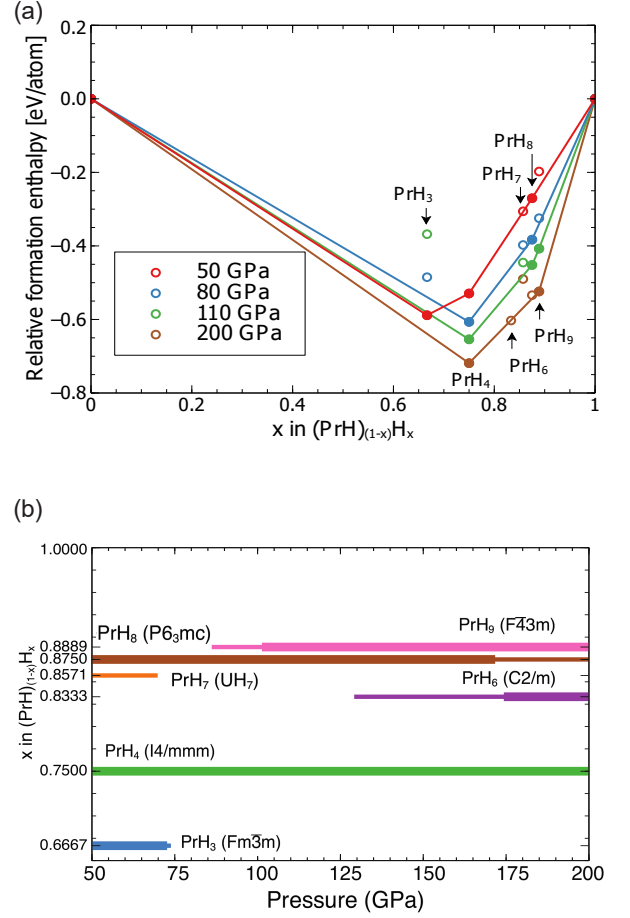 (a)
0.2
0.0
−0.2
−0.4
−0.6
−0.8
Relative formation enthalpy [eV/atom]
PrH₈
PrH₇
PrH₃
50 GPa
80 GPa
110 GPa
200 GPa
PrH₉
PrH₆
PrH₄
0 0.2 0.4 0.6 0.8 1
x in (PrH)₍₁₋ₓ₎Hₓ
(b)
1.0000
0.8889
0.8750
0.8571
0.8333
0.7500
0.6667
x in (PrH)₍₁₋ₓ₎Hₓ
PrH₈ (P6₃mc)
PrH₉ (F4̅3m)
PrH₇ (UH₇)
PrH₆ (C2/m)
PrH₄ (I4/mmm)
PrH₃ (Fm3̅m)
50 75 100 125 150 175 200
Pressure (GPa)